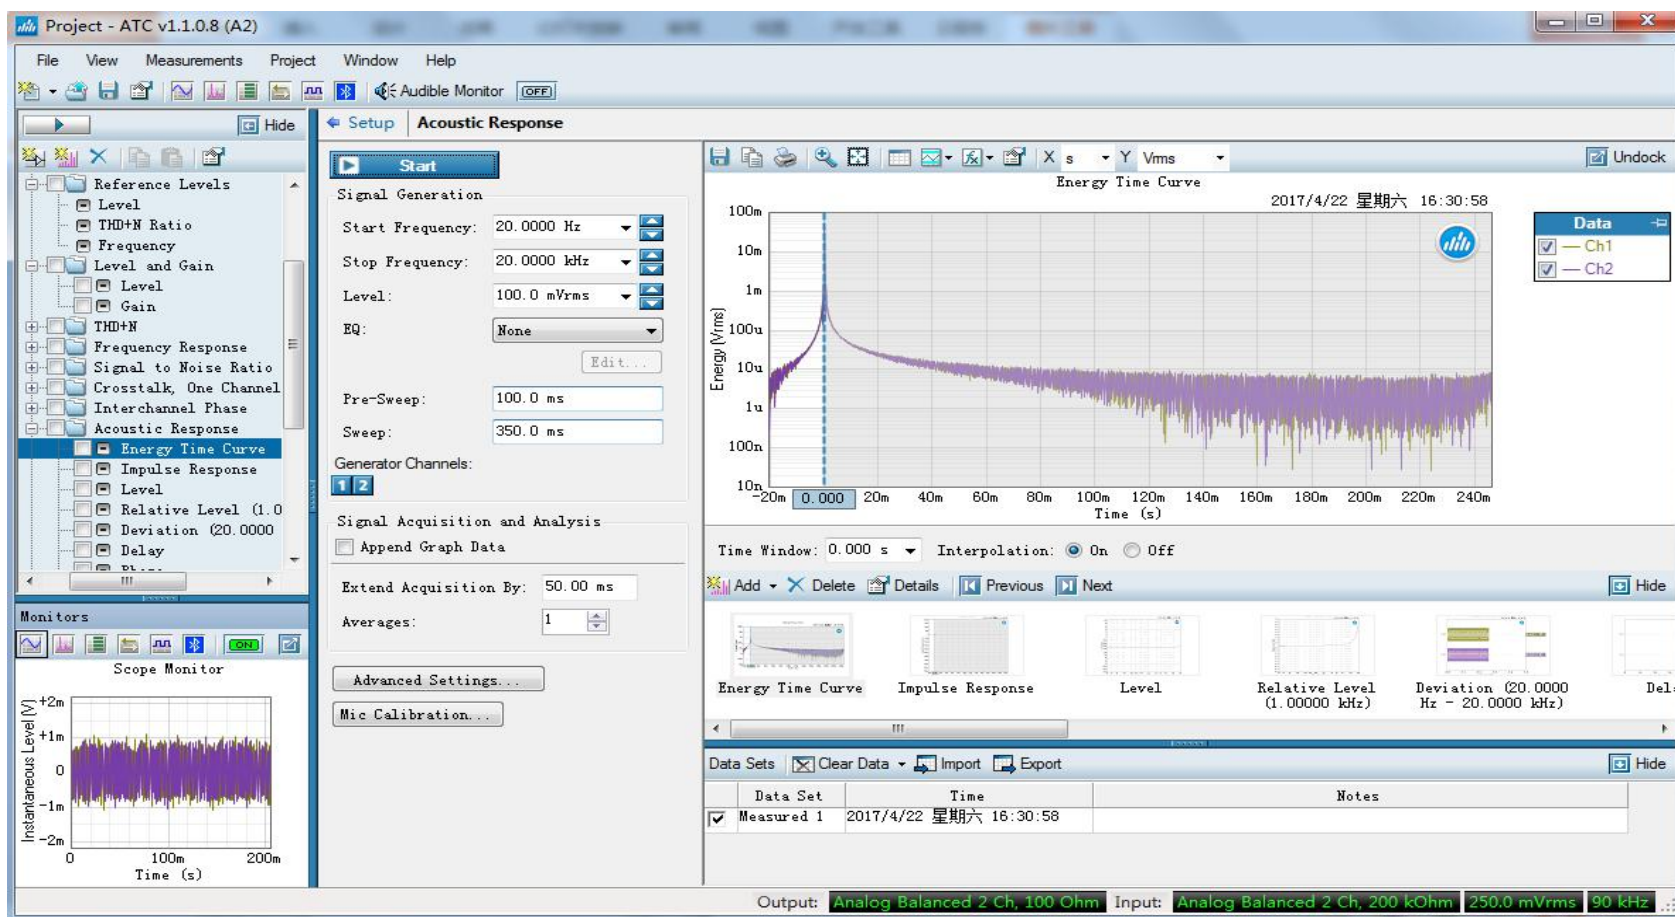 Project - ATC v1.1.0.8 (A2)
File View Measurements Project Window Help
Audible Monitor OFF
Hide
Reference Levels
Level
THD+N Ratio
Frequency
Level and Gain
Level
Gain
THD+N
Frequency Response
Signal to Noise Ratio
Crosstalk, One Channel
Interchannel Phase
Acoustic Response
Energy Time Curve
Impulse Response
Level
Relative Level (1.0
Deviation (20.0000
Delay
Monitors
ON
Scope Monitor
Instantaneous Level (V)
+2m
+1m
0
-1m
-2m
0 100m 200m
Time (s)
Setup Acoustic Response
Start
Signal Generation
Start Frequency: 20.0000 Hz
Stop Frequency: 20.0000 kHz
Level: 100.0 mVrms
EQ: None
Edit...
Pre-Sweep: 100.0 ms
Sweep: 350.0 ms
Generator Channels:
1 2
Signal Acquisition and Analysis
Append Graph Data
Extend Acquisition By: 50.00 ms
Averages: 1
Advanced Settings...
Mic Calibration...
X s Y Vrms
Undock
Energy Time Curve
2017/4/22 星期六 16:30:58
Energy (Vrms)
100m
10m
1m
100u
10u
1u
100n
10n
-20m 0.000 20m 40m 60m 80m 100m 120m 140m 160m 180m 200m 220m 240m
Time (s)
Data
Ch1
Ch2
Time Window: 0.000 s Interpolation: On Off
Add Delete Details Previous Next Hide
Energy Time Curve
Impulse Response
Level
Relative Level
(1.00000 kHz)
Deviation (20.0000
Hz - 20.0000 kHz)
Data Sets Clear Data Import Export Hide
Data Set Time Notes
Measured 1 2017/4/22 星期六 16:30:58
Output: Analog Balanced 2 Ch, 100 Ohm Input: Analog Balanced 2 Ch, 200 kOhm 250.0 mVrms 90 kHz